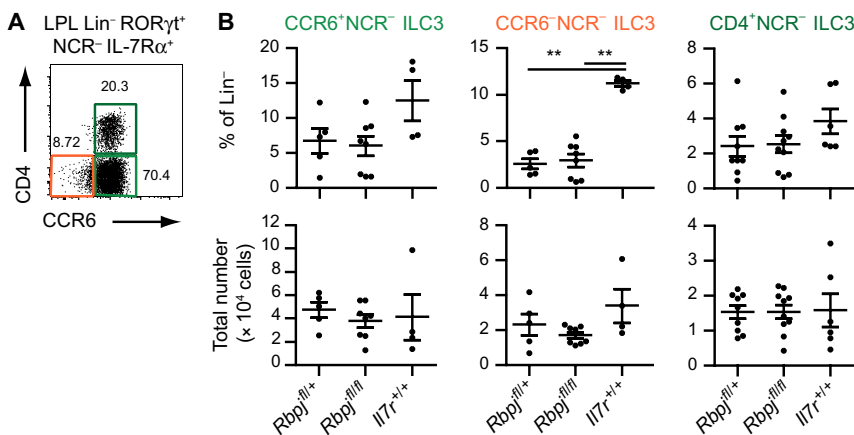 A
LPL Lin⁻ RORγt⁺
NCR⁻ IL-7Rα⁺
20.3
8.72
70.4
CD4
CCR6
B
CCR6⁺NCR⁻ ILC3
CCR6⁻NCR⁻ ILC3
CD4⁺NCR⁻ ILC3
% of Lin⁻
20
15
10
5
0
** **
15
10
5
0
8
6
4
2
0
Total number
(× 10⁴ cells)
12
10
8
6
4
2
0
8
6
4
2
0
4
3
2
1
0
Rbpj fl/+
Rbpj fl/fl
Il7r +/+
Rbpj fl/+
Rbpj fl/fl
Il7r +/+
Rbpj fl/+
Rbpj fl/fl
Il7r +/+